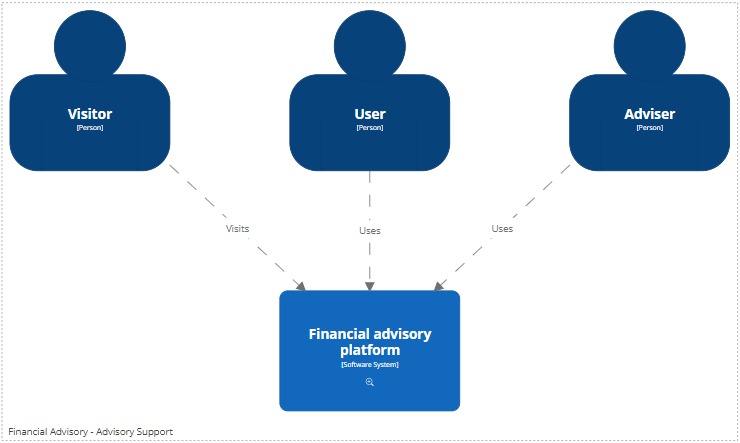 Visitor
[Person]
User
[Person]
Adviser
[Person]
Visits
Uses
Uses
Financial advisory
platform
[Software System]
Financial Advisory - Advisory Support